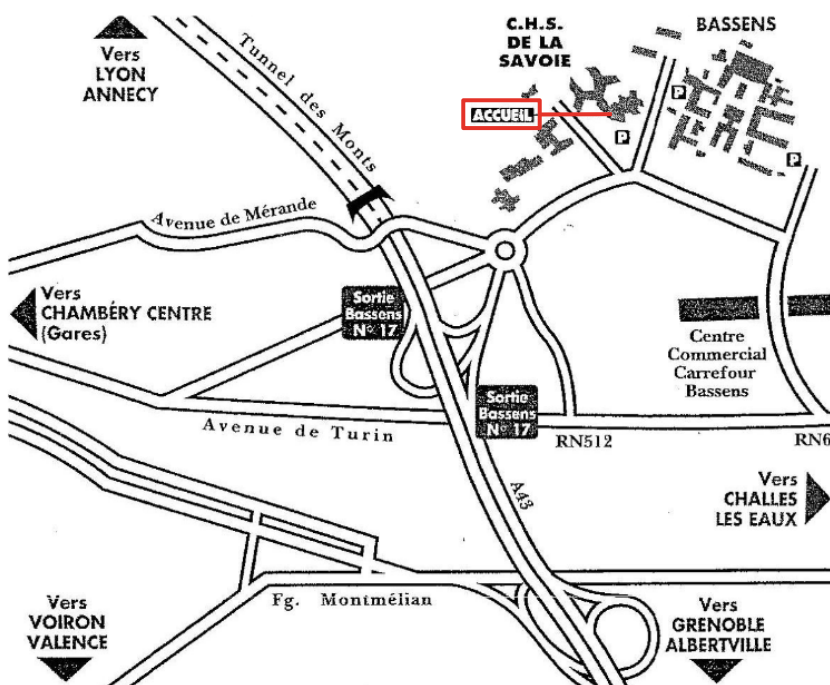 C.H.S.
DE LA
SAVOIE
BASSENS
Vers
LYON
ANNECY
Tunnel des Monts
ACCUEIL
P
P
P
Avenue de Mérande
Vers
CHAMBÉRY CENTRE
(Gares)
Sortie
Bassens
N° 17
Centre
Commercial
Carrefour
Bassens
Sortie
Bassens
N° 17
Avenue de Turin
RN512
RN6
A43
Vers
CHALLES
LES EAUX
Fg. Montmélian
Vers
VOIRON
VALENCE
Vers
GRENOBLE
ALBERTVILLE